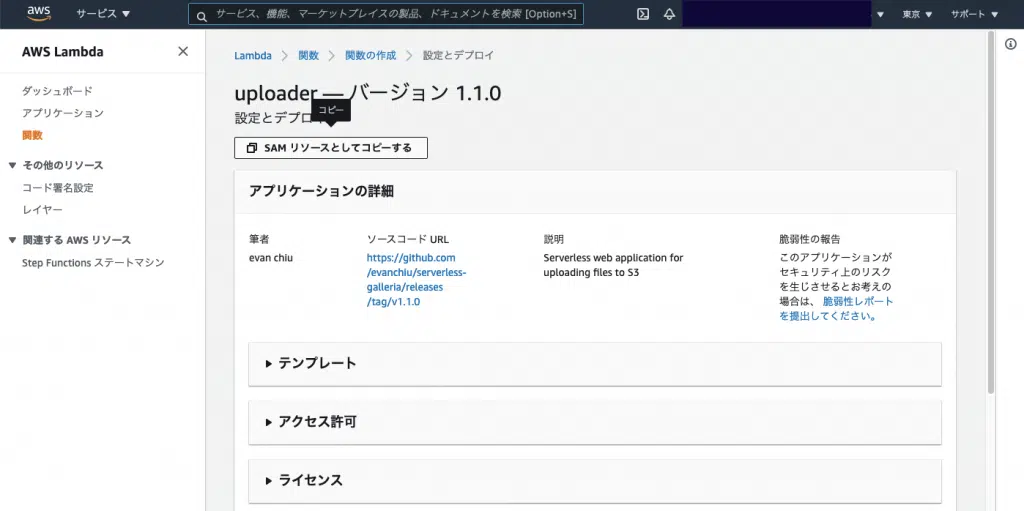 aws
サービス ▼
サービス、機能、マーケットプレイスの製品、ドキュメントを検索 [Option+S]
東京 ▼
サポート ▼
AWS Lambda
ダッシュボード
アプリケーション
関数
▼ その他のリソース
コード署名設定
レイヤー
▼ 関連する AWS リソース
Step Functions ステートマシン
Lambda > 関数 > 関数の作成 > 設定とデプロイ
uploader — バージョン 1.1.0
コピー
設定とデプロイ
SAM リソースとしてコピーする
アプリケーションの詳細
筆者
evan chiu
ソースコード URL
https://github.com
/evanchiu/serverless-
galleria/releases
/tag/v1.1.0
説明
Serverless web application for
uploading files to S3
脆弱性の報告
このアプリケーションが
セキュリティ上のリスク
を生じさせるとお考えの
場合は、 脆弱性レポート
を提出してください。
▶ テンプレート
▶ アクセス許可
▶ ライセンス